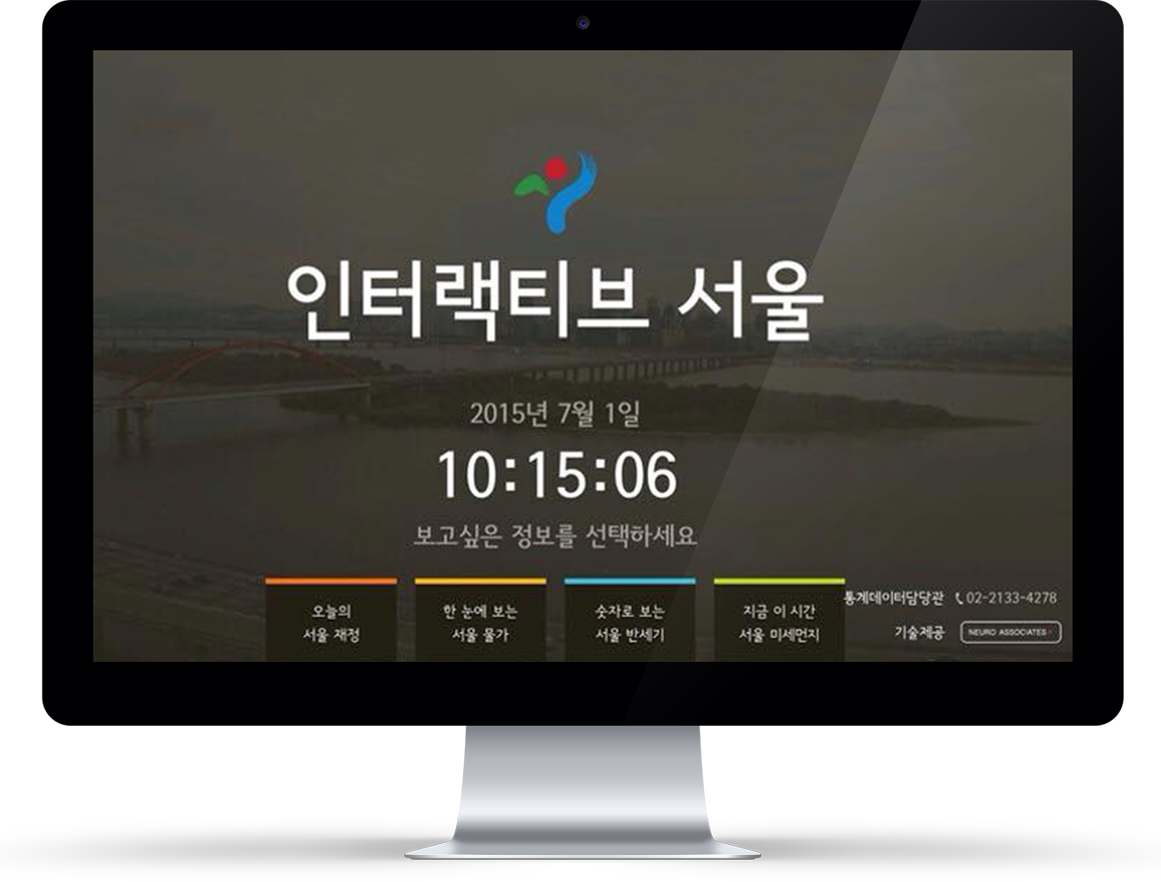 인터랙티브 서울
2015년 7월 1일
10:15:06
보고싶은 정보를 선택하세요
오늘의
서울 재정
한 눈에 보는
서울 물가
숫자로 보는
서울 반세기
지금 이 시간
서울 미세먼지
통계데이터담당관 02-2133-4278
기술제공 NEURO ASSOCIATES